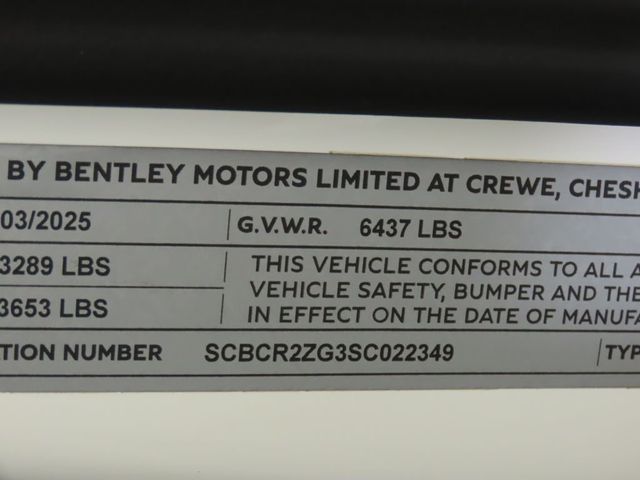 BY BENTLEY MOTORS LIMITED AT CREWE, CHESH
03/2025 G.V.W.R. 6437 LBS
3289 LBS THIS VEHICLE CONFORMS TO ALL A
VEHICLE SAFETY, BUMPER AND THE
3653 LBS IN EFFECT ON THE DATE OF MANUFA
TION NUMBER SCBCR2ZG3SC022349 TYP